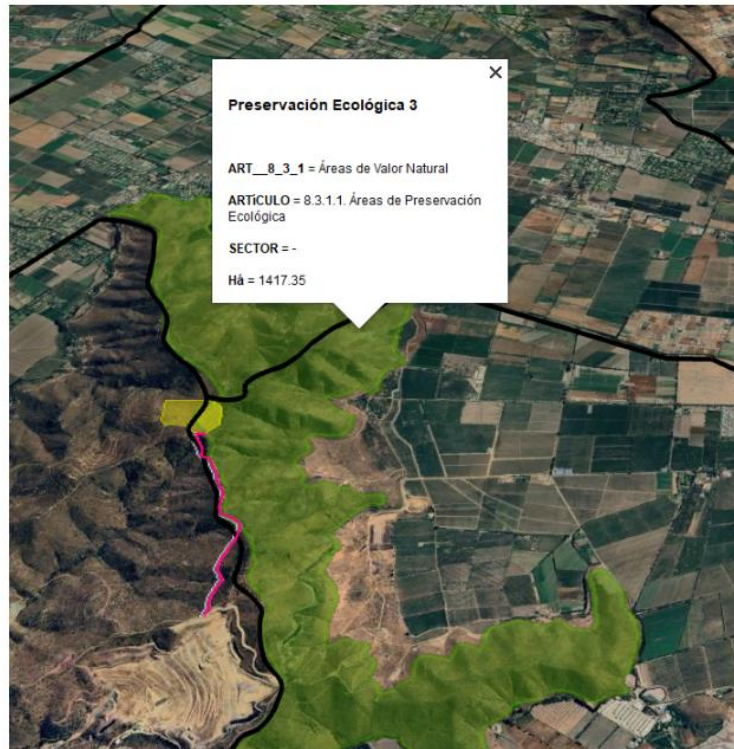 Preservación Ecológica 3
ART__8_3_1 = Áreas de Valor Natural
ARTíCULO = 8.3.1.1. Áreas de Preservación
Ecológica
SECTOR = -
Hå = 1417.35